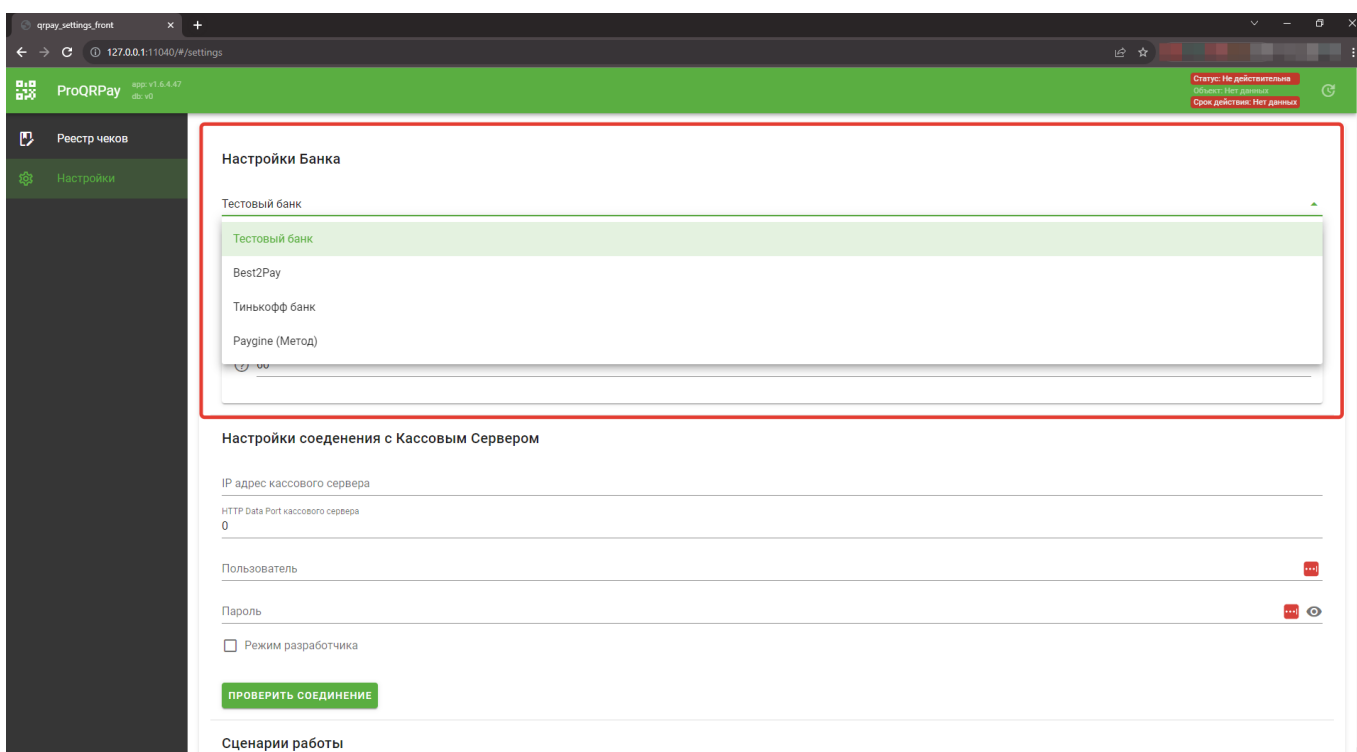 qrpay_settings_front
127.0.0.1:11040/#/settings
ProQRPay
app: v1.6.4.47
db: v0
Статус: Не действительна
Объект: Нет данных
Срок действия: Нет данных
Реестр чеков
Настройки
Настройки Банка
Тестовый банк
Тестовый банк
Best2Pay
Тинькофф банк
Paygine (Метод)
60
Настройки соеденения с Кассовым Сервером
IP адрес кассового сервера
HTTP Data Port кассового сервера
0
Пользователь
Пароль
Режим разработчика
ПРОВЕРИТЬ СОЕДИНЕНИЕ
Сценарии работы